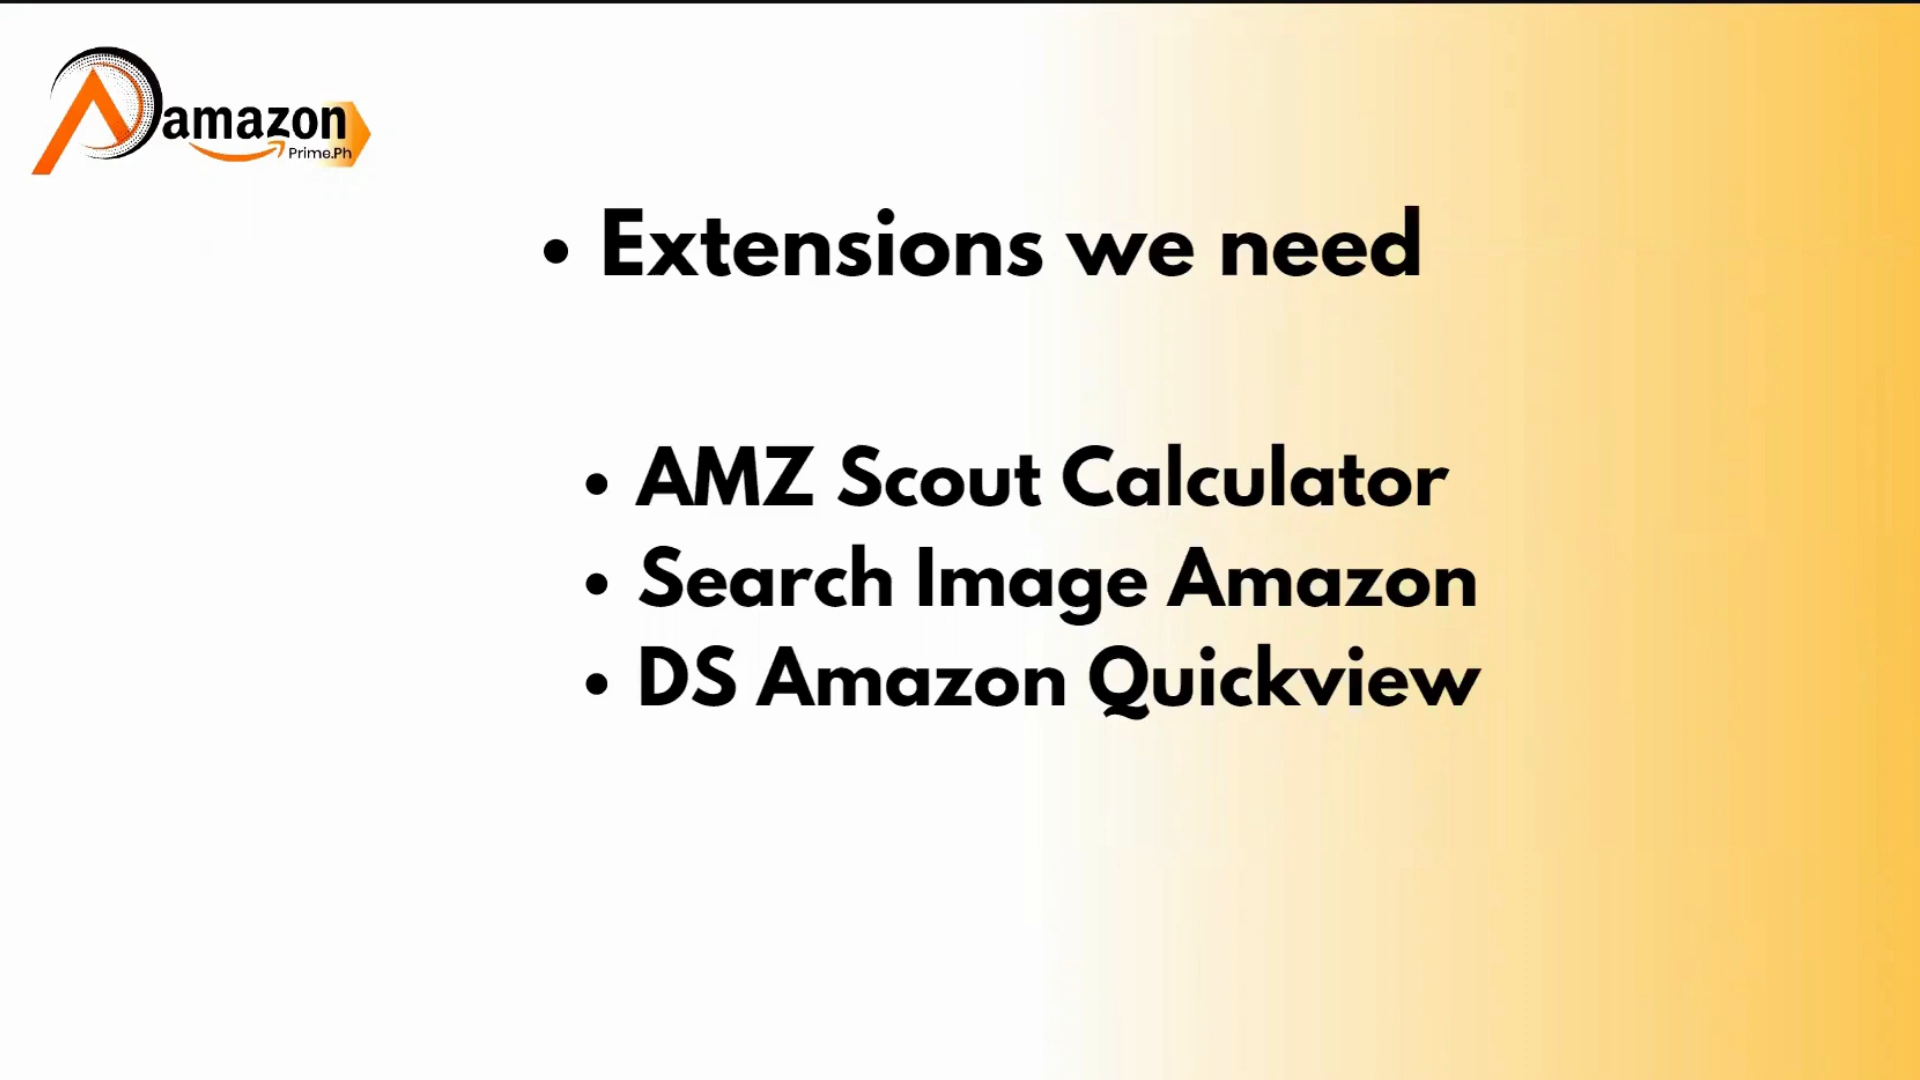 amazon
Prime.Ph
• Extensions we need
• AMZ Scout Calculator
• Search Image Amazon
• DS Amazon Quickview